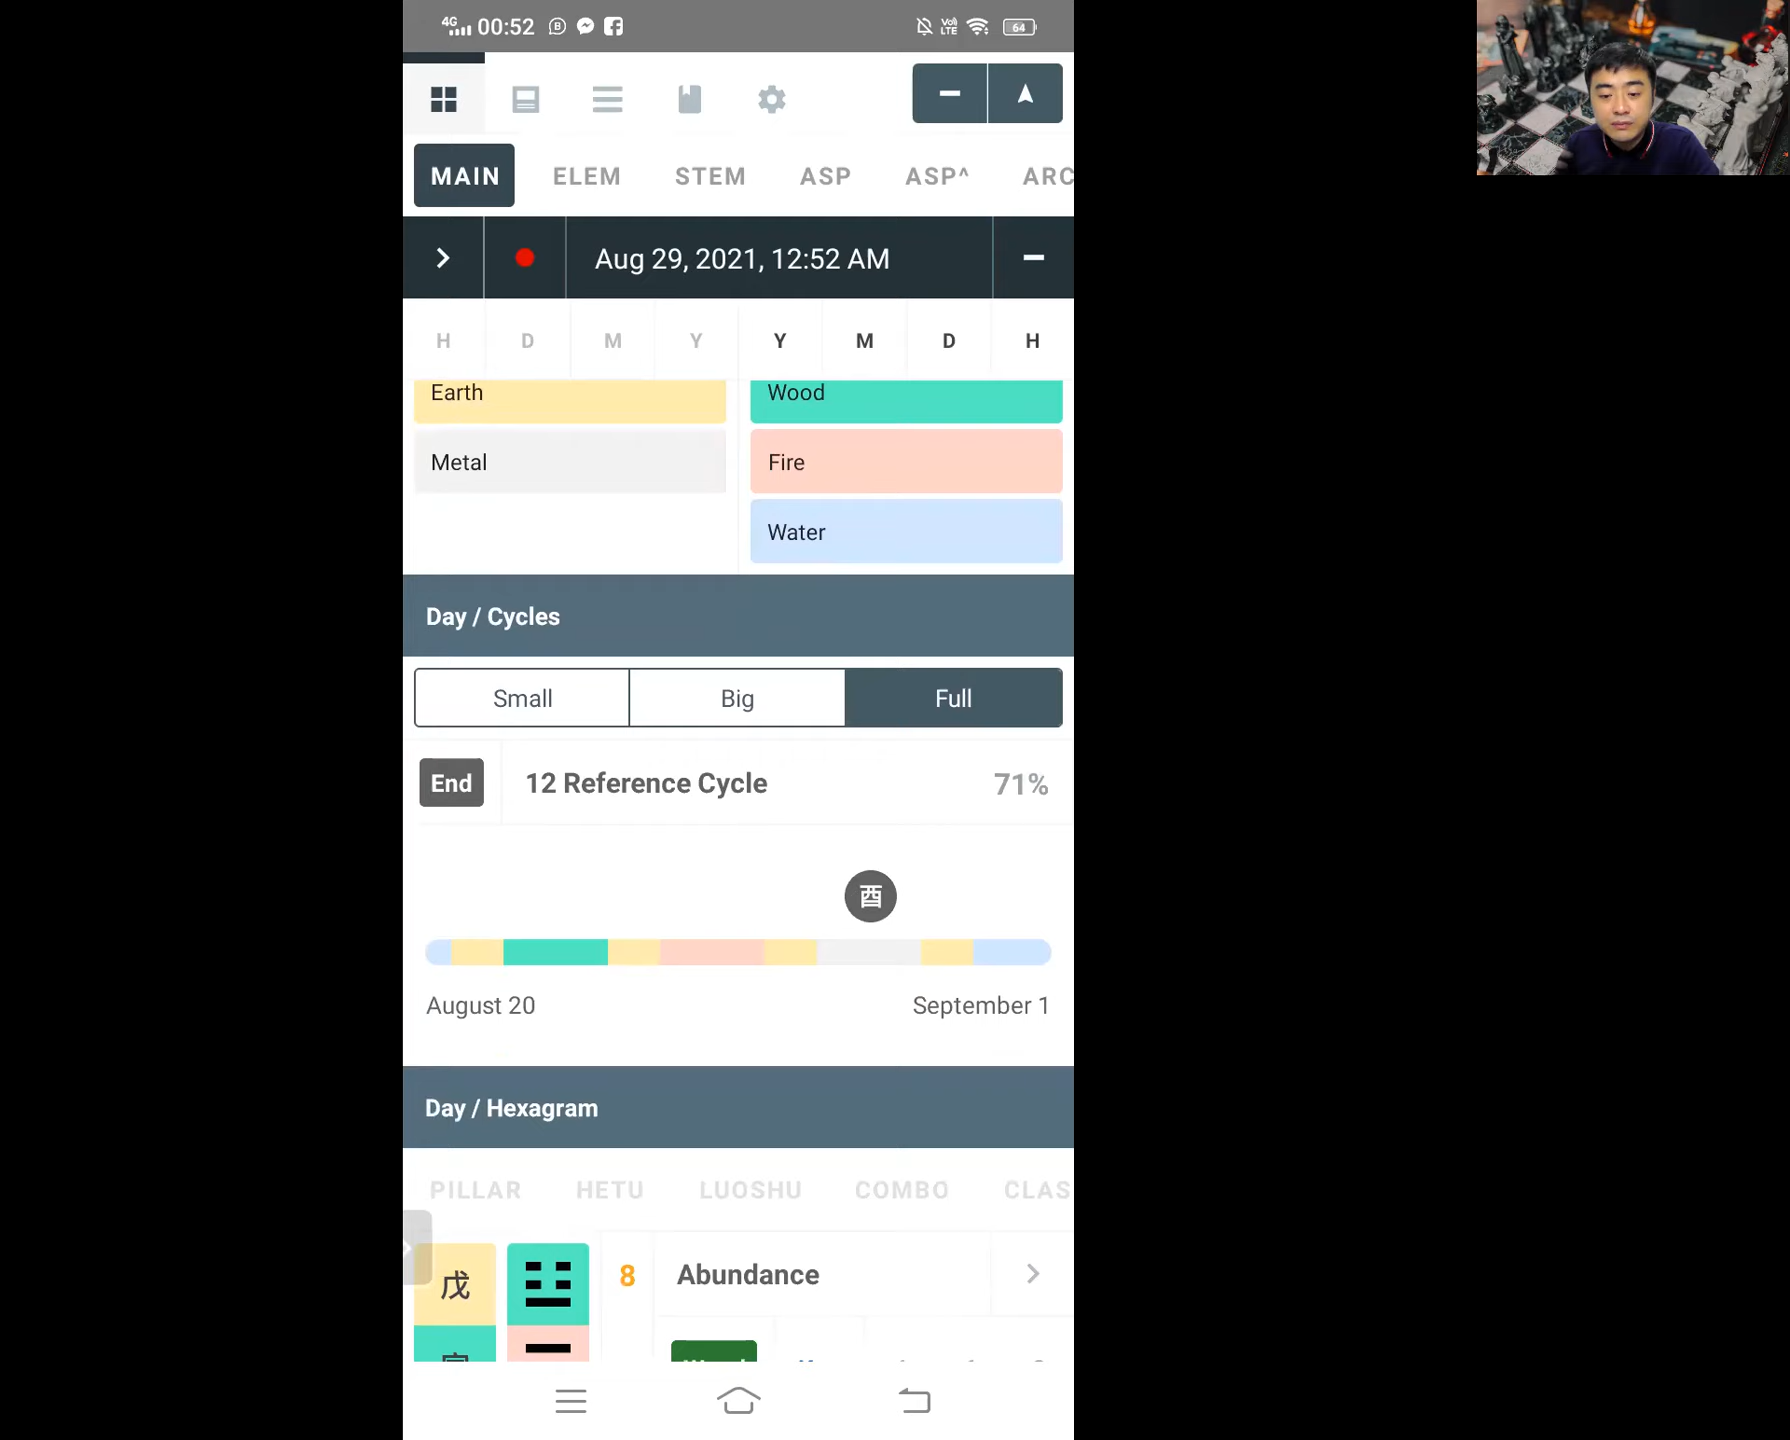 4G 00:52 Vo) LTE 64
MAIN ELEM STEM ASP ASP^ ARC
Aug 29, 2021, 12:52 AM
H D M Y Y M D H
Earth Wood
Metal Fire
Water
Day / Cycles
Small Big Full
End 12 Reference Cycle 71%
酉
August 20 September 1
Day / Hexagram
PILLAR HETU LUOSHU COMBO CLAS
戊 8 Abundance